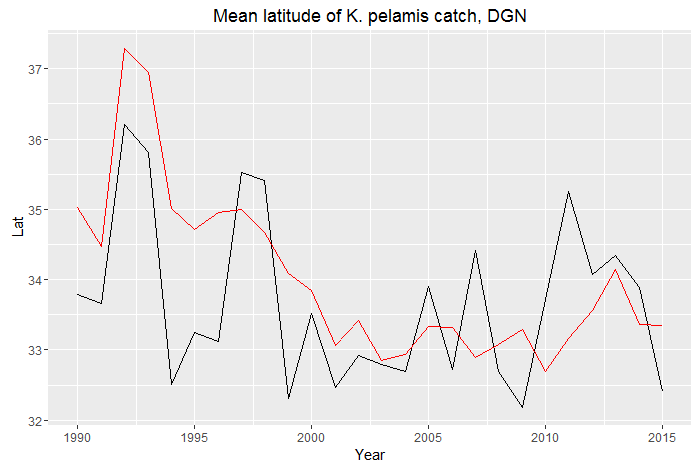 Mean latitude of K. pelamis catch, DGN
37
36
35
34
33
32
Lat
1990 1995 2000 2005 2010 2015
Year